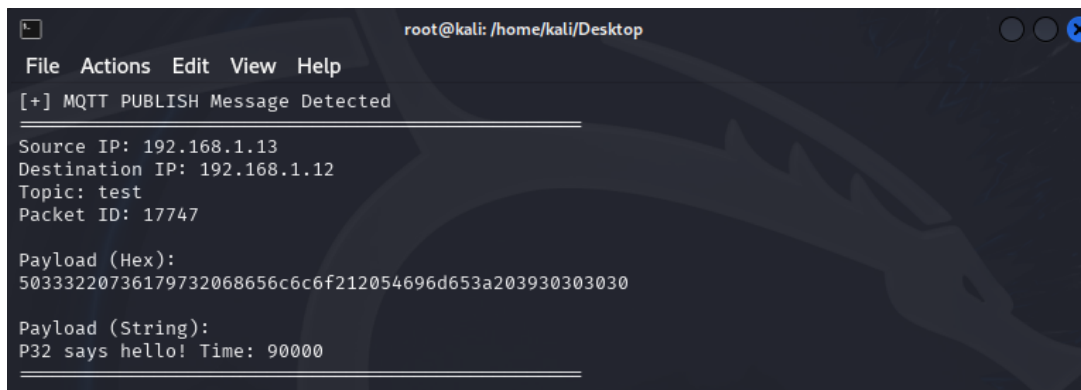 root@kali: /home/kali/Desktop
File Actions Edit View Help
[+] MQTT PUBLISH Message Detected
Source IP: 192.168.1.13
Destination IP: 192.168.1.12
Topic: test
Packet ID: 17747
Payload (Hex):
50333220736179732068656c6c6f212054696d653a203930303030
Payload (String):
P32 says hello! Time: 90000